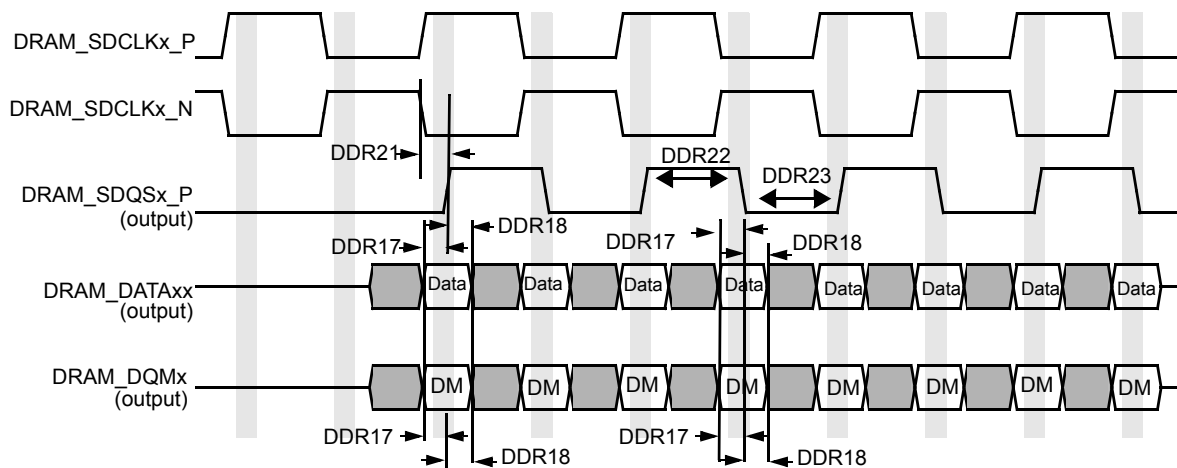 DRAM_SDCLKx_P
DRAM_SDCLKx_N
DDR21
DDR22
DRAM_SDQSx_P
(output)
DDR23
DDR17
DDR18
DDR17
DDR18
DRAM_DATAxx
(output)
Data Data Data Data Data Data Data Data
DRAM_DQMx
(output)
DM DM DM DM DM DM DM DM
DDR17
DDR18
DDR17
DDR18